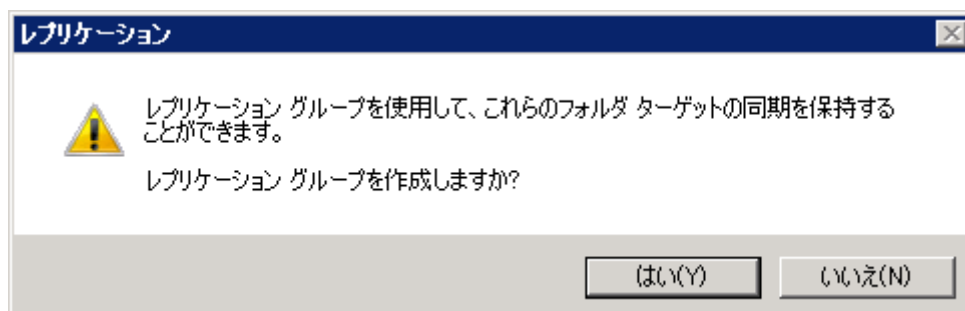 レプリケーション
レプリケーション グループを使用して、これらのフォルダ ターゲットの同期を保持する
ことができます。
レプリケーション グループを作成しますか?
はい(Y)
いいえ(N)